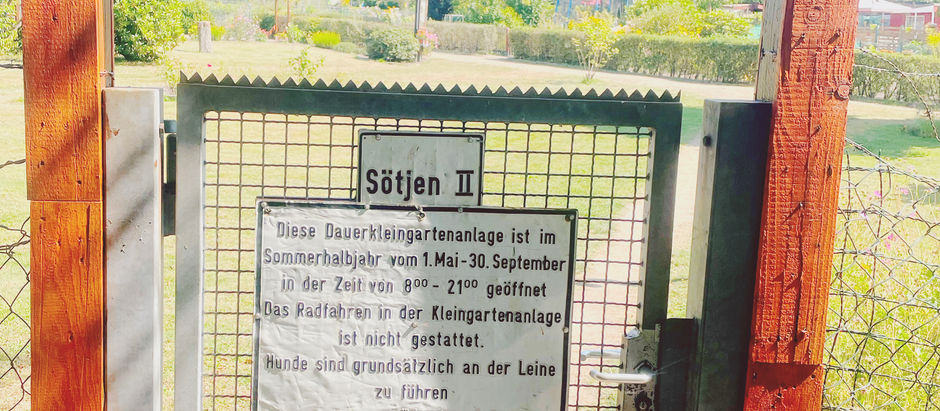 Sötjen II
Diese Dauerkleingartenanlage ist im
Sommerhalbjahr vom 1. Mai - 30. September
in der Zeit von 8⁰⁰ - 21⁰⁰ geöffnet
Das Radfahren in der Kleingartenanlage
ist nicht gestattet.
Hunde sind grundsätzlich an der Leine
zu führen